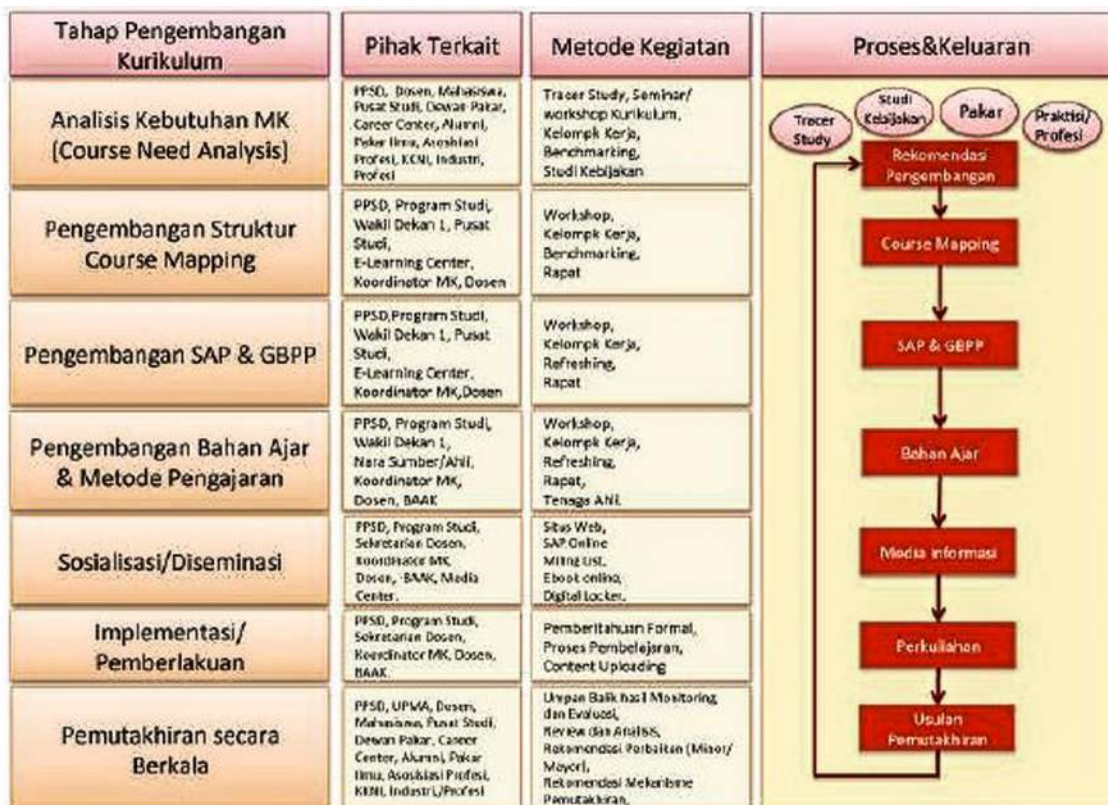 Tahap Pengembangan
Kurikulum
Pihak Terkait
Metode Kegiatan
Proses&Keluaran
Analisis Kebutuhan MK
(Course Need Analysis)
PPSD, Dosen, Mahasiswa,
Pusat Studi, Dewan Pakar,
Career Center, Alumni,
Pakar Ilmu, Asosiasi
Profesi, KKNI, Industri,
Profesi
Tracer Study, Seminar/
workshop Kurikulum,
Kelompk Kerja,
Benchmarking,
Studi Kebijakan
Pengembangan Struktur
Course Mapping
PPSD, Program Studi,
Wakil Dekan 1, Pusat
Studi,
E-Learning Center,
Koordinator MK, Dosen
Workshop,
Kelompk Kerja,
Benchmarking,
Rapat
Pengembangan SAP & GBPP
PPSD,Program Studi,
Wakil Dekan 1, Pusat
Studi,
E-Learning Center,
Koordinator MK,Dosen
Workshop,
Kelompk Kerja,
Refreshing,
Rapat
Pengembangan Bahan Ajar
& Metode Pengajaran
PPSD, Program Studi,
Wakil Dekan 1,
Nara Sumber/Ahli,
Koordinator MK,
Dosen, BAAK
Workshop,
Kelompk Kerja,
Refreshing,
Rapat,
Tenaga Ahli.
Sosialisasi/Diseminasi
PPSD, Program Studi,
Sekretarian Dosen,
Koordinator MK,
Dosen, -BAAK, Media
Center.
Situs Web,
SAP Online
Miling List,
Ebook online,
Digital Locker.
Implementasi/
Pemberlakuan
PPSD, Program Studi,
Sekretarian Dosen,
Koordinator MK, Dosen,
BAAK.
Pemberitahuan Formal,
Proses Pembelajaran,
Content Uploading
Pemutakhiran secara
Berkala
PPSD, UPMA, Dosen,
Mahasiswa, Pusat Studi,
Dewan Pakar, Career
Center, Alumni, Pakar
Ilmu, Asosiasi Profesi,
KKNI, Industri,/Profesi
Umpan Balik hasil Monitoring
dan Evaluasi,
Review dan Analisis,
Rekomendasi Perbaikan (Minor/
Mayor),
Rekomendasi Mekanisme
Pemutakhiran,
Tracer
Study
Studi
Kebijakan
Pakar
Praktisi/
Profesi
Rekomendasi
Pengembangan
Course Mapping
SAP & GBPP
Bahan Ajar
Media Informasi
Perkuliahan
Usulan
Pemutakhiran